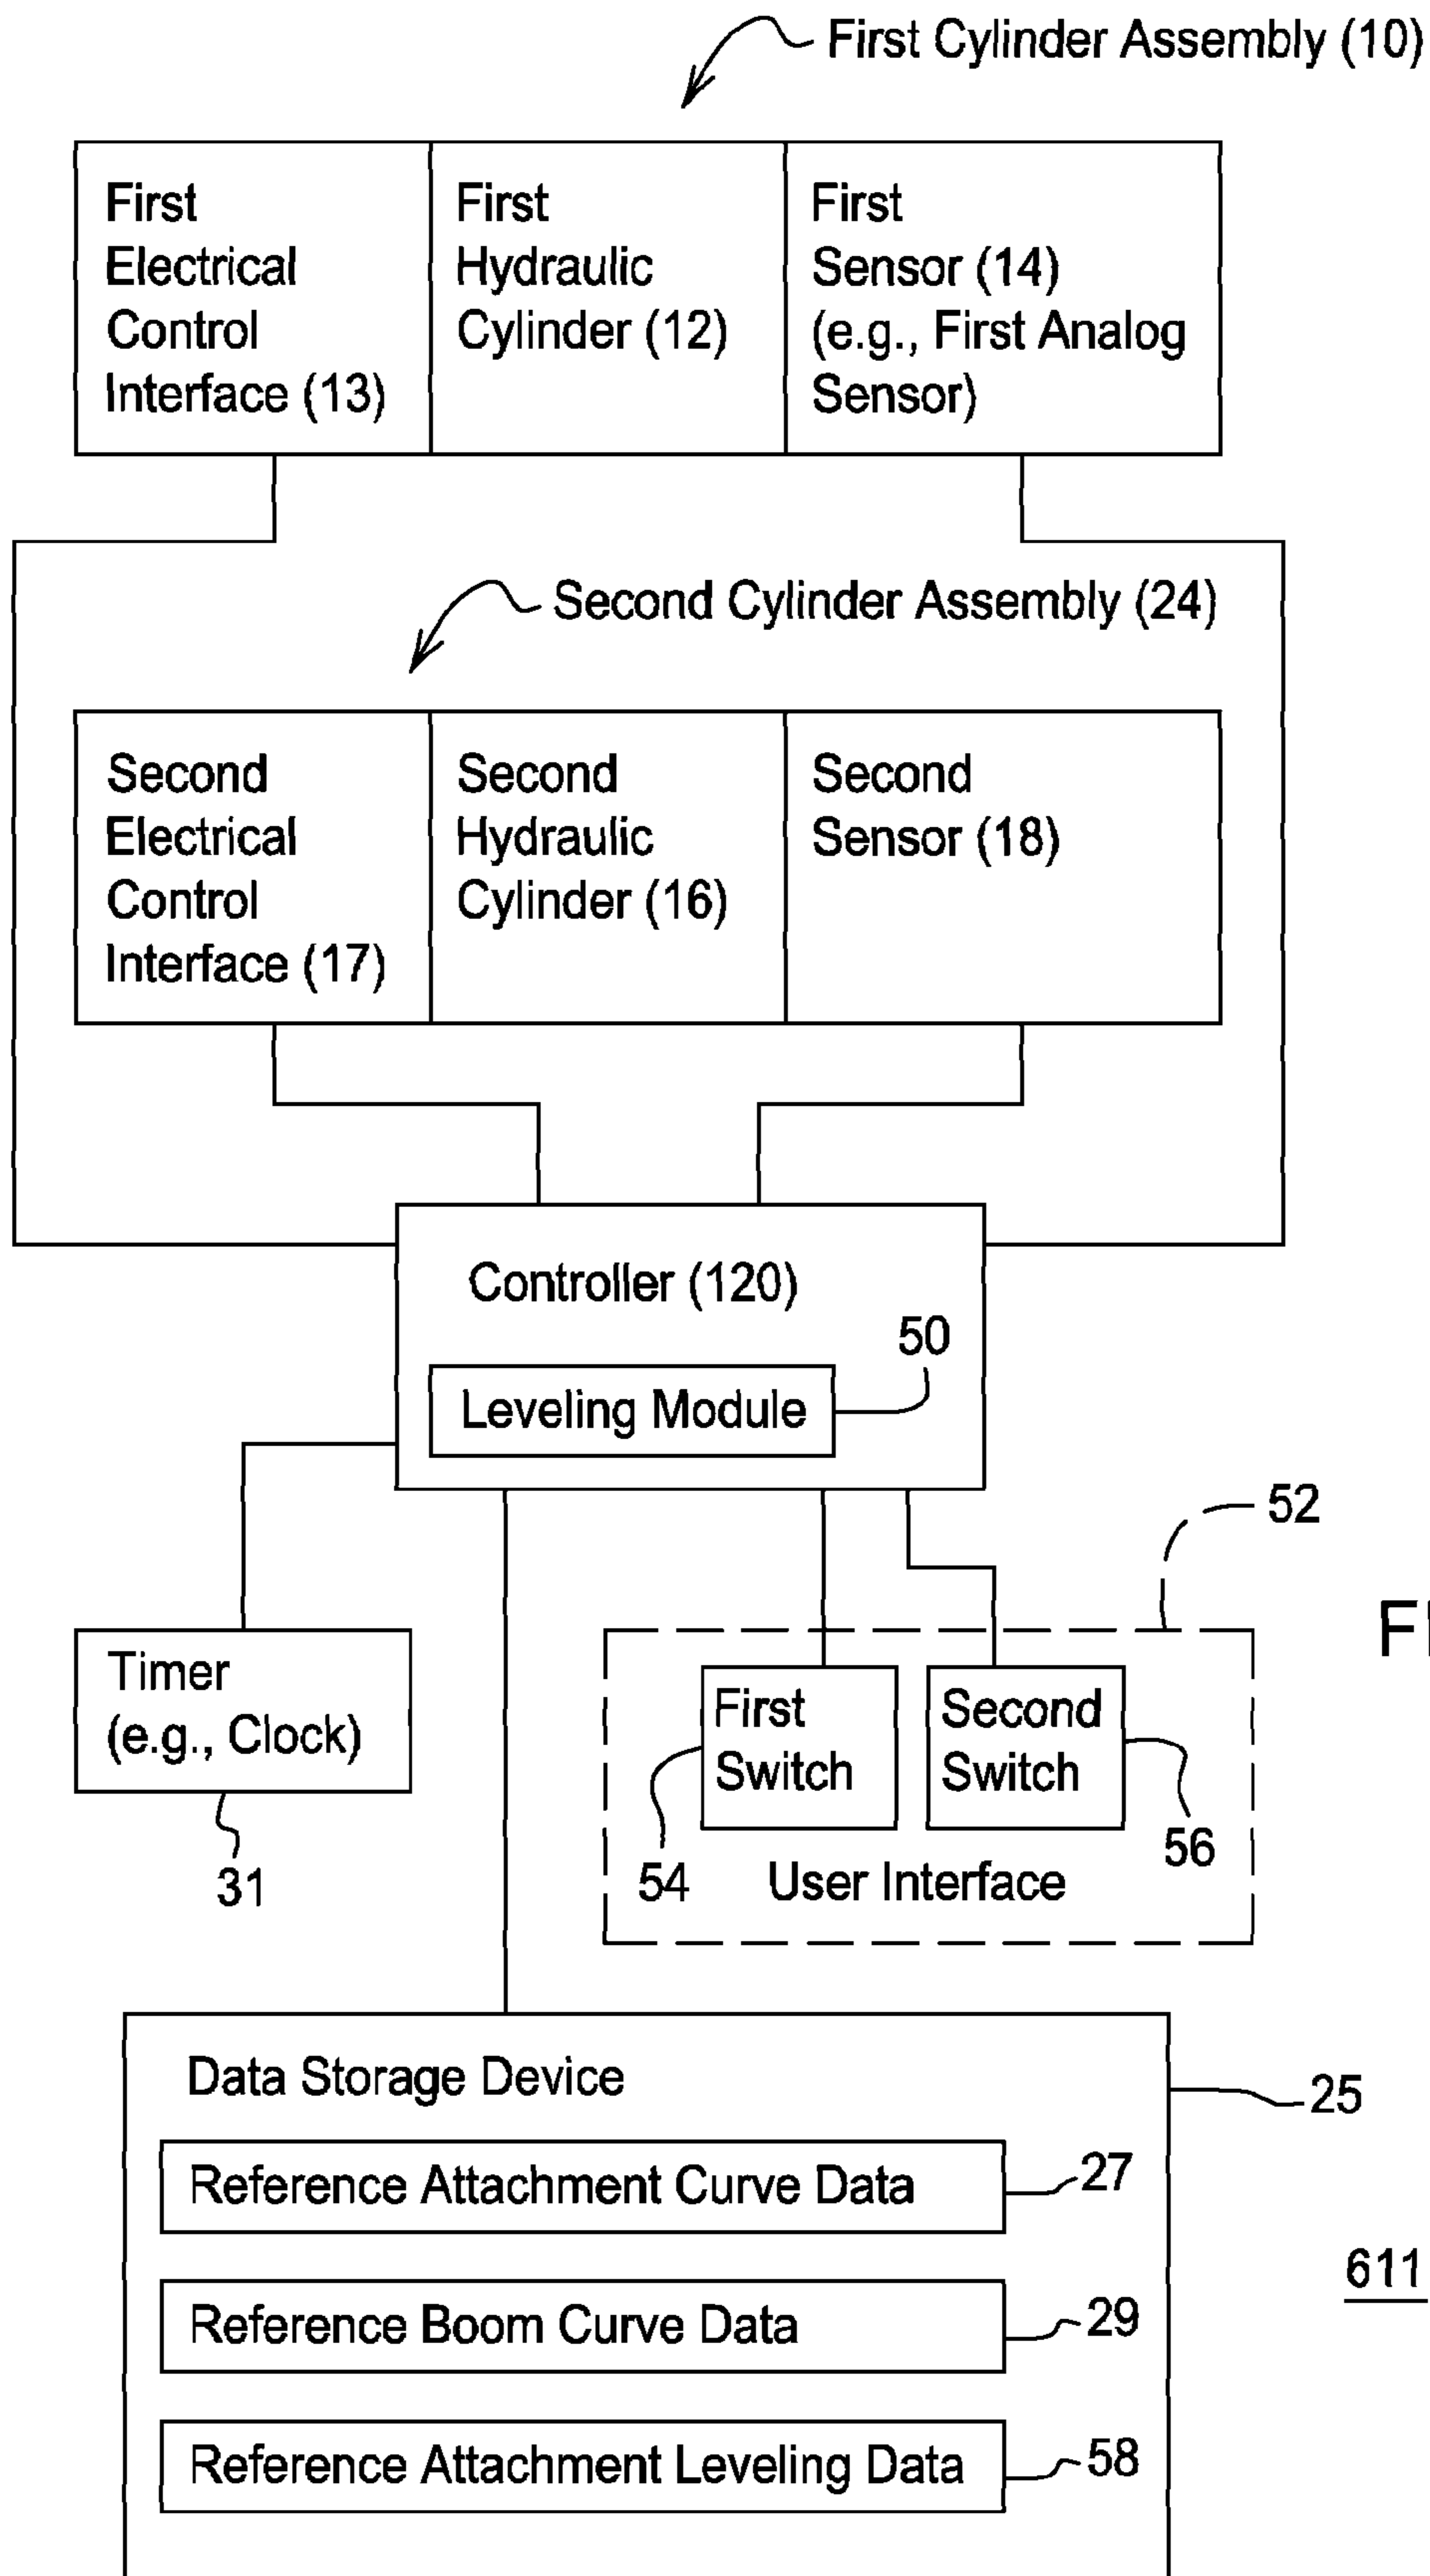 First Cylinder Assembly (10)
First
Electrical
Control
Interface (13)
First
Hydraulic
Cylinder (12)
First
Sensor (14)
(e.g., First Analog
Sensor)
Second Cylinder Assembly (24)
Second
Electrical
Control
Interface (17)
Second
Hydraulic
Cylinder (16)
Second
Sensor (18)
Controller (120)
50
Leveling Module
52
Timer
(e.g., Clock)
31
First
Switch
54
Second
Switch
56
User Interface
Data Storage Device
25
Reference Attachment Curve Data
27
Reference Boom Curve Data
29
Reference Attachment Leveling Data
58
611